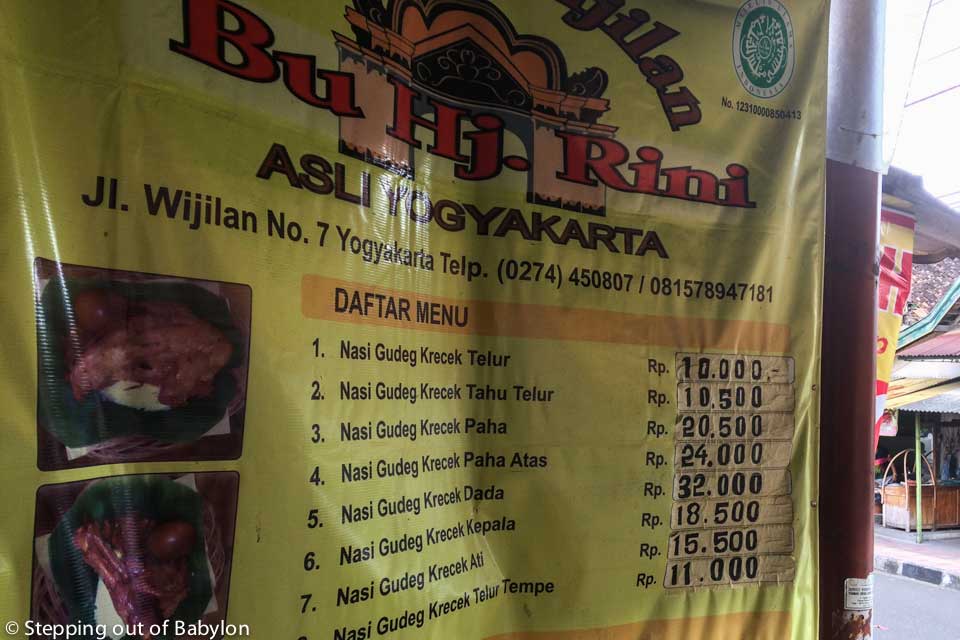 ijilan
Bu Hj. Rini
INDONESIA
No. 12310000850413
ASLI YOGYAKARTA
Jl. Wijilan No. 7 Yogyakarta Telp. (0274) 450807 / 081578947181
DAFTAR MENU
1. Nasi Gudeg Krecek Telur Rp. 10.000,-
2. Nasi Gudeg Krecek Tahu Telur Rp. 10.500
3. Nasi Gudeg Krecek Paha Rp. 20.500
4. Nasi Gudeg Krecek Paha Atas Rp. 24.000
5. Nasi Gudeg Krecek Dada Rp. 32.000
6. Nasi Gudeg Krecek Kepala Rp. 18.500
7. Nasi Gudeg Krecek Ati Rp. 15.500
Nasi Gudeg Krecek Telur Tempe Rp. 11.000
© Stepping out of Babylon